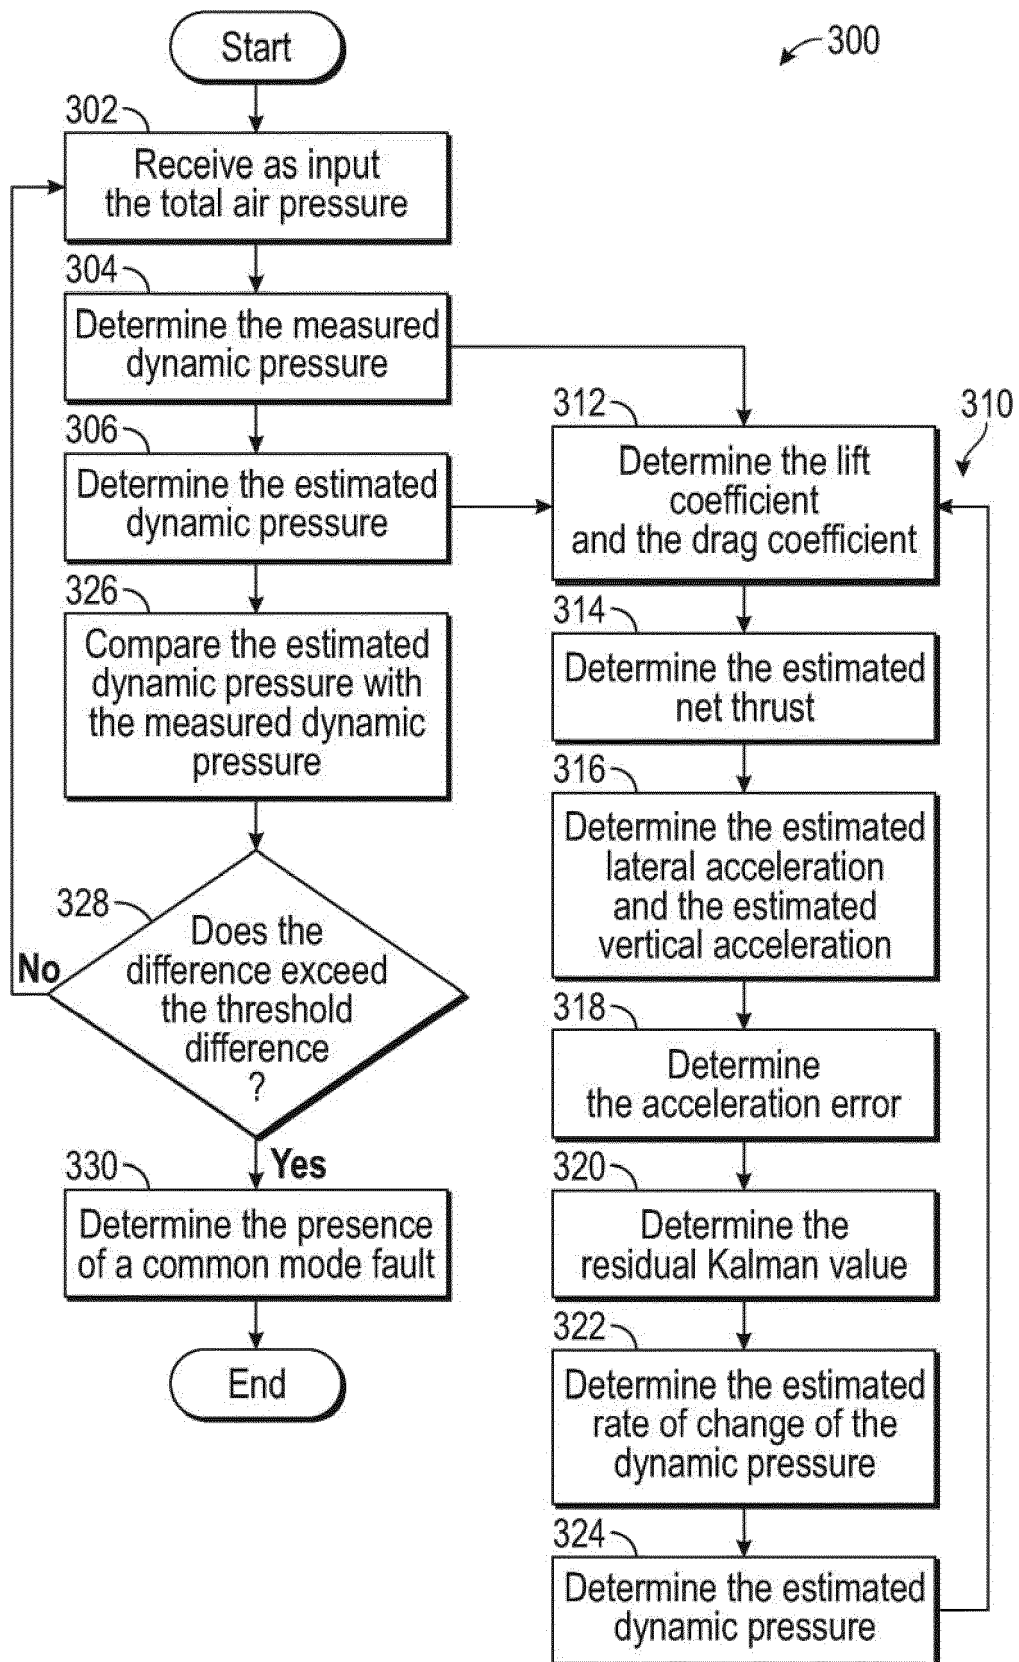 Start
300
302
Receive as input
the total air pressure
304
Determine the measured
dynamic pressure
306
Determine the estimated
dynamic pressure
326
Compare the estimated
dynamic pressure with
the measured dynamic
pressure
328
No
Does the
difference exceed
the threshold
difference
?
Yes
330
Determine the presence
of a common mode fault
End
310
312
Determine the lift
coefficient
and the drag coefficient
314
Determine the estimated
net thrust
316
Determine the estimated
lateral acceleration
and the estimated
vertical acceleration
318
Determine
the acceleration error
320
Determine the
residual Kalman value
322
Determine the estimated
rate of change of the
dynamic pressure
324
Determine the estimated
dynamic pressure